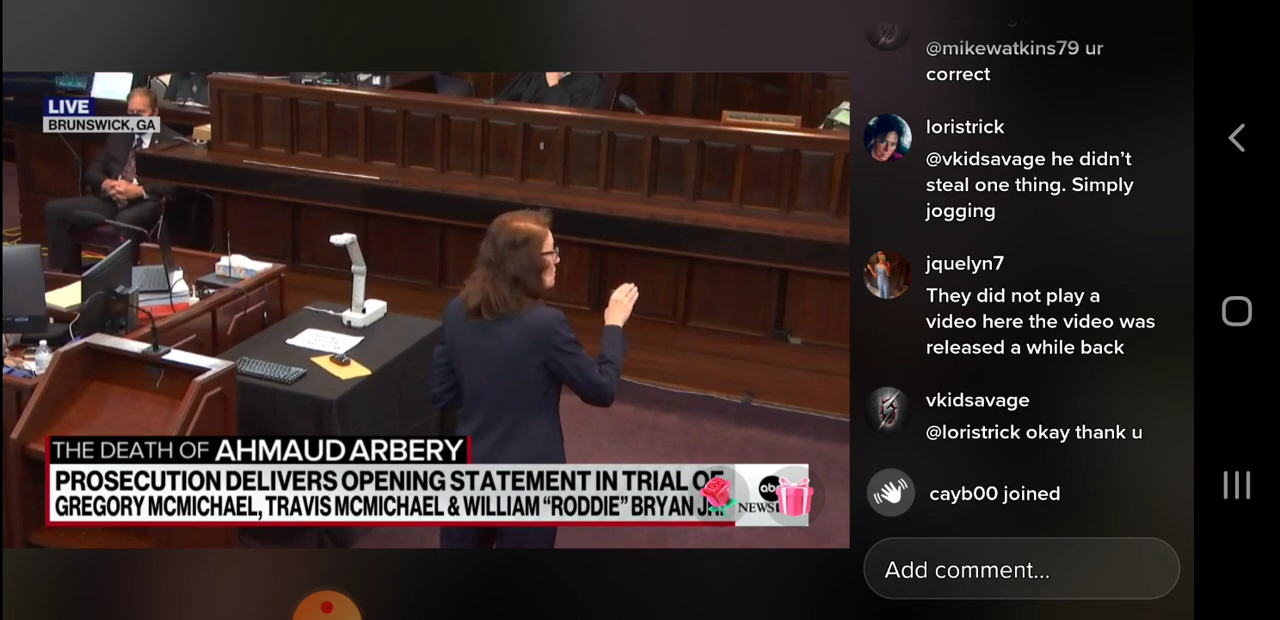 LIVE
BRUNSWICK, GA
THE DEATH OF AHMAUD ARBERY
PROSECUTION DELIVERS OPENING STATEMENT IN TRIAL OF
GREGORY MCMICHAEL, TRAVIS MCMICHAEL & WILLIAM "RODDIE" BRYAN
abc
NEWS
@mikewatkins79 ur
correct
loristrick
@vkidsavage he didn't
steal one thing. Simply
jogging
jquelyn7
They did not play a
video here the video was
released a while back
vkidsavage
@loristrick okay thank u
cayb00 joined
Add comment...